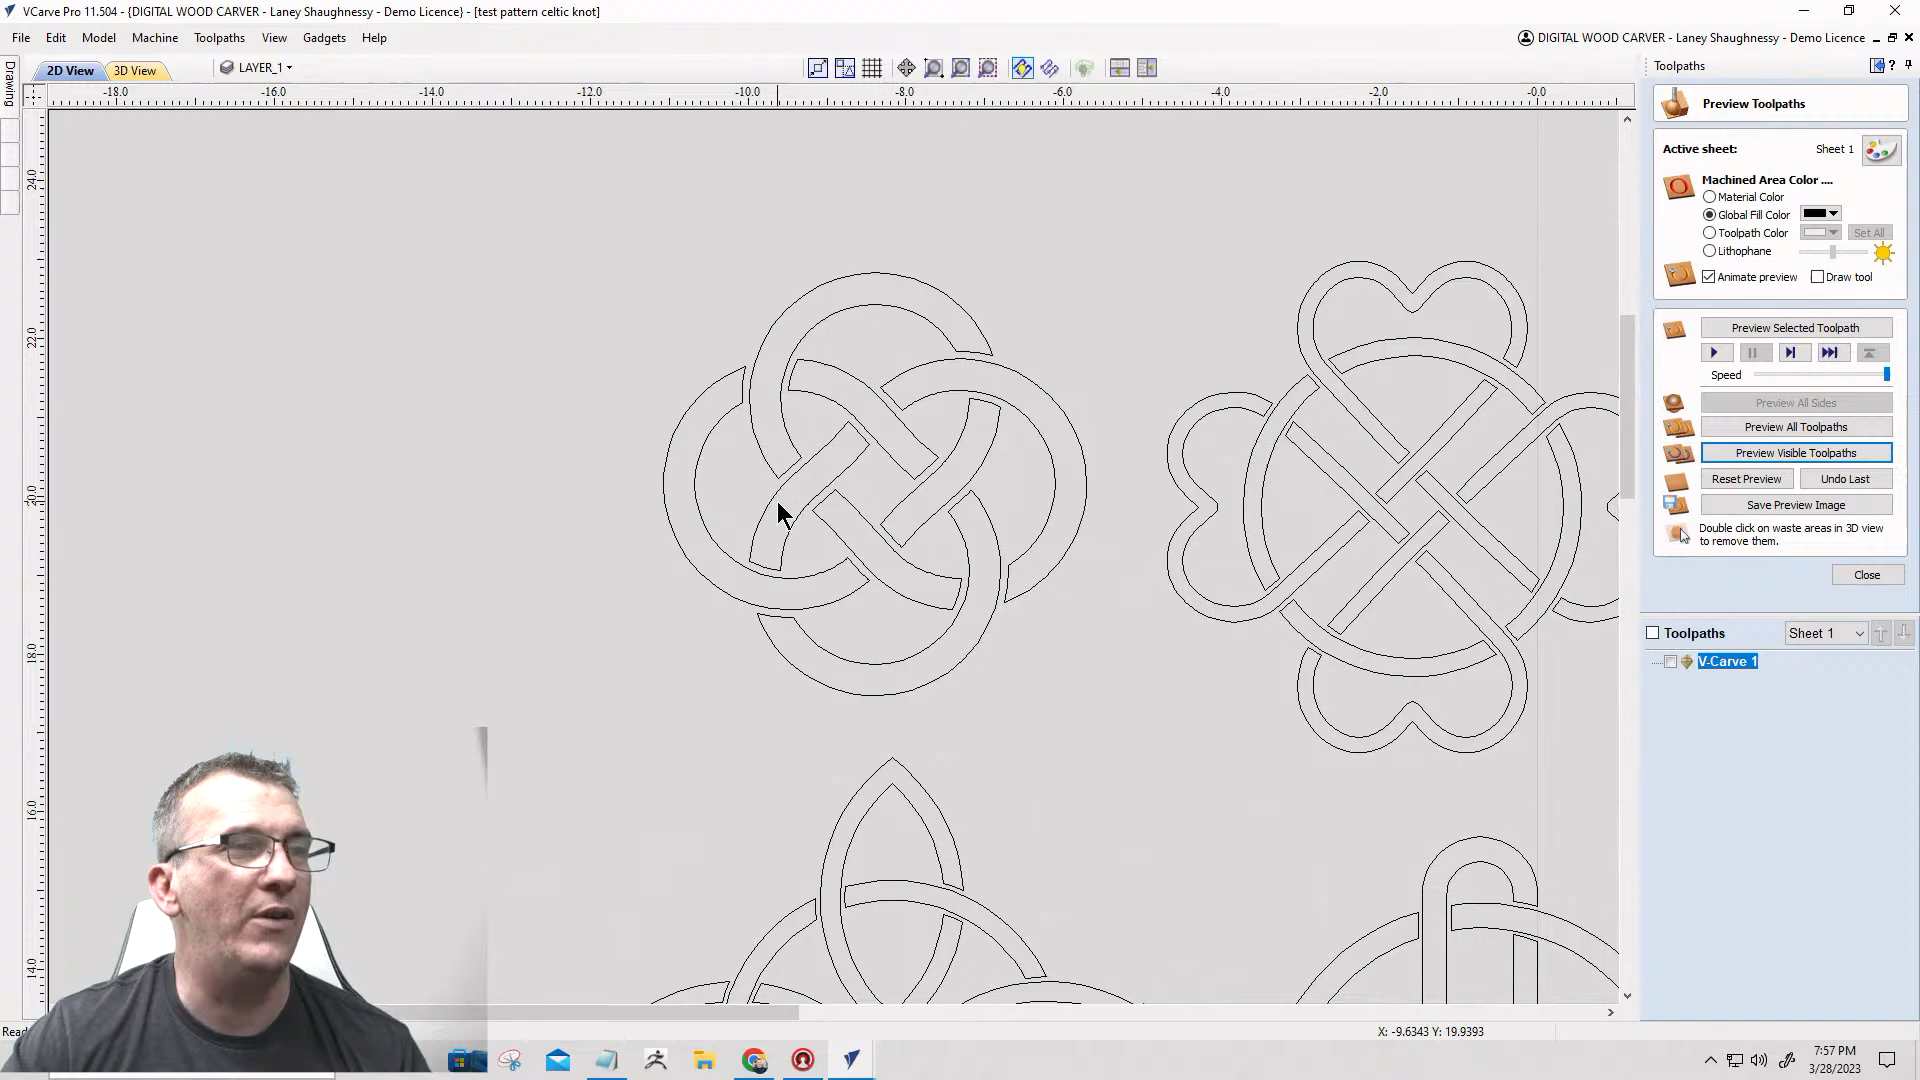 VCarve Pro 11.504 - {DIGITAL WOOD CARVER - Laney Shaughnessy - Demo Licence} - [test pattern celtic knot]
File Edit Model Machine Toolpaths View Gadgets Help
DIGITAL WOOD CARVER - Laney Shaughnessy - Demo Licence
Drawing
2D View 3D View LAYER_1
-18.0 -16.0 -14.0 -12.0 -10.0 -8.0 -6.0 -4.0 -2.0 -0.0
24.0
22.0
20.0
18.0
16.0
14.0
Toolpaths
Preview Toolpaths
Active sheet: Sheet 1
Machined Area Color ....
Material Color
Global Fill Color
Toolpath Color Set All
Lithophane
Animate preview Draw tool
Preview Selected Toolpath
Speed
Preview All Sides
Preview All Toolpaths
Preview Visible Toolpaths
Reset Preview Undo Last
Save Preview Image
Double click on waste areas in 3D view
to remove them.
Close
Toolpaths Sheet 1
V-Carve 1
X: -9.6343 Y: 19.9393
7:57 PM
3/28/2023